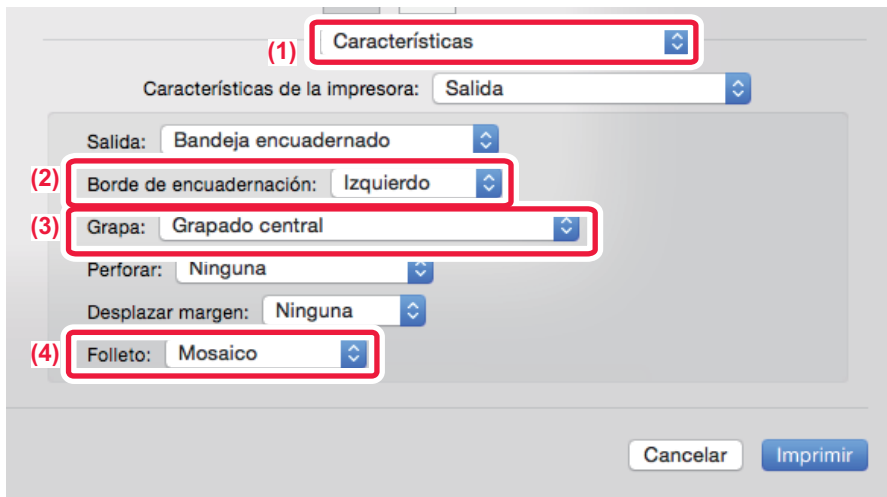 (1) Características
Características de la impresora: Salida
Salida: Bandeja encuadernado
(2) Borde de encuadernación: Izquierdo
(3) Grapa: Grapado central
Perforar: Ninguna
Desplazar margen: Ninguna
(4) Folleto: Mosaico
Cancelar Imprimir